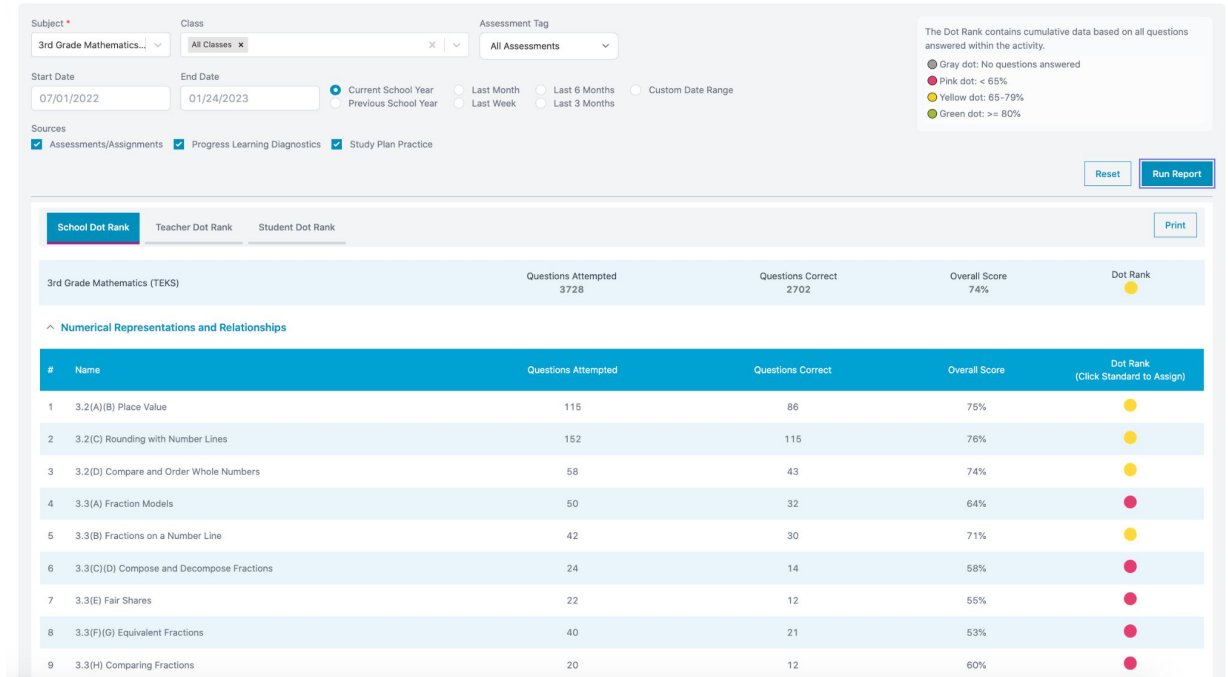 Subject *
Class
Assessment Tag
3rd Grade Mathematics...
All Classes x
All Assessments
Start Date
End Date
07/01/2022
01/24/2023
Current School Year
Last Month
Last 6 Months
Custom Date Range
Previous School Year
Last Week
Last 3 Months
Sources
Assessments/Assignments
Progress Learning Diagnostics
Study Plan Practice
The Dot Rank contains cumulative data based on all questions
answered within the activity.
Gray dot: No questions answered
Pink dot: < 65%
Yellow dot: 65-79%
Green dot: >= 80%
Reset
Run Report
School Dot Rank
Teacher Dot Rank
Student Dot Rank
Print
3rd Grade Mathematics (TEKS)
Questions Attempted
3728
Questions Correct
2702
Overall Score
74%
Dot Rank
Numerical Representations and Relationships
# Name Questions Attempted Questions Correct Overall Score Dot Rank
(Click Standard to Assign)
1 3.2(A)(B) Place Value 115 86 75%
2 3.2(C) Rounding with Number Lines 152 115 76%
3 3.2(D) Compare and Order Whole Numbers 58 43 74%
4 3.3(A) Fraction Models 50 32 64%
5 3.3(B) Fractions on a Number Line 42 30 71%
6 3.3(C)(D) Compose and Decompose Fractions 24 14 58%
7 3.3(E) Fair Shares 22 12 55%
8 3.3(F)(G) Equivalent Fractions 40 21 53%
9 3.3(H) Comparing Fractions 20 12 60%